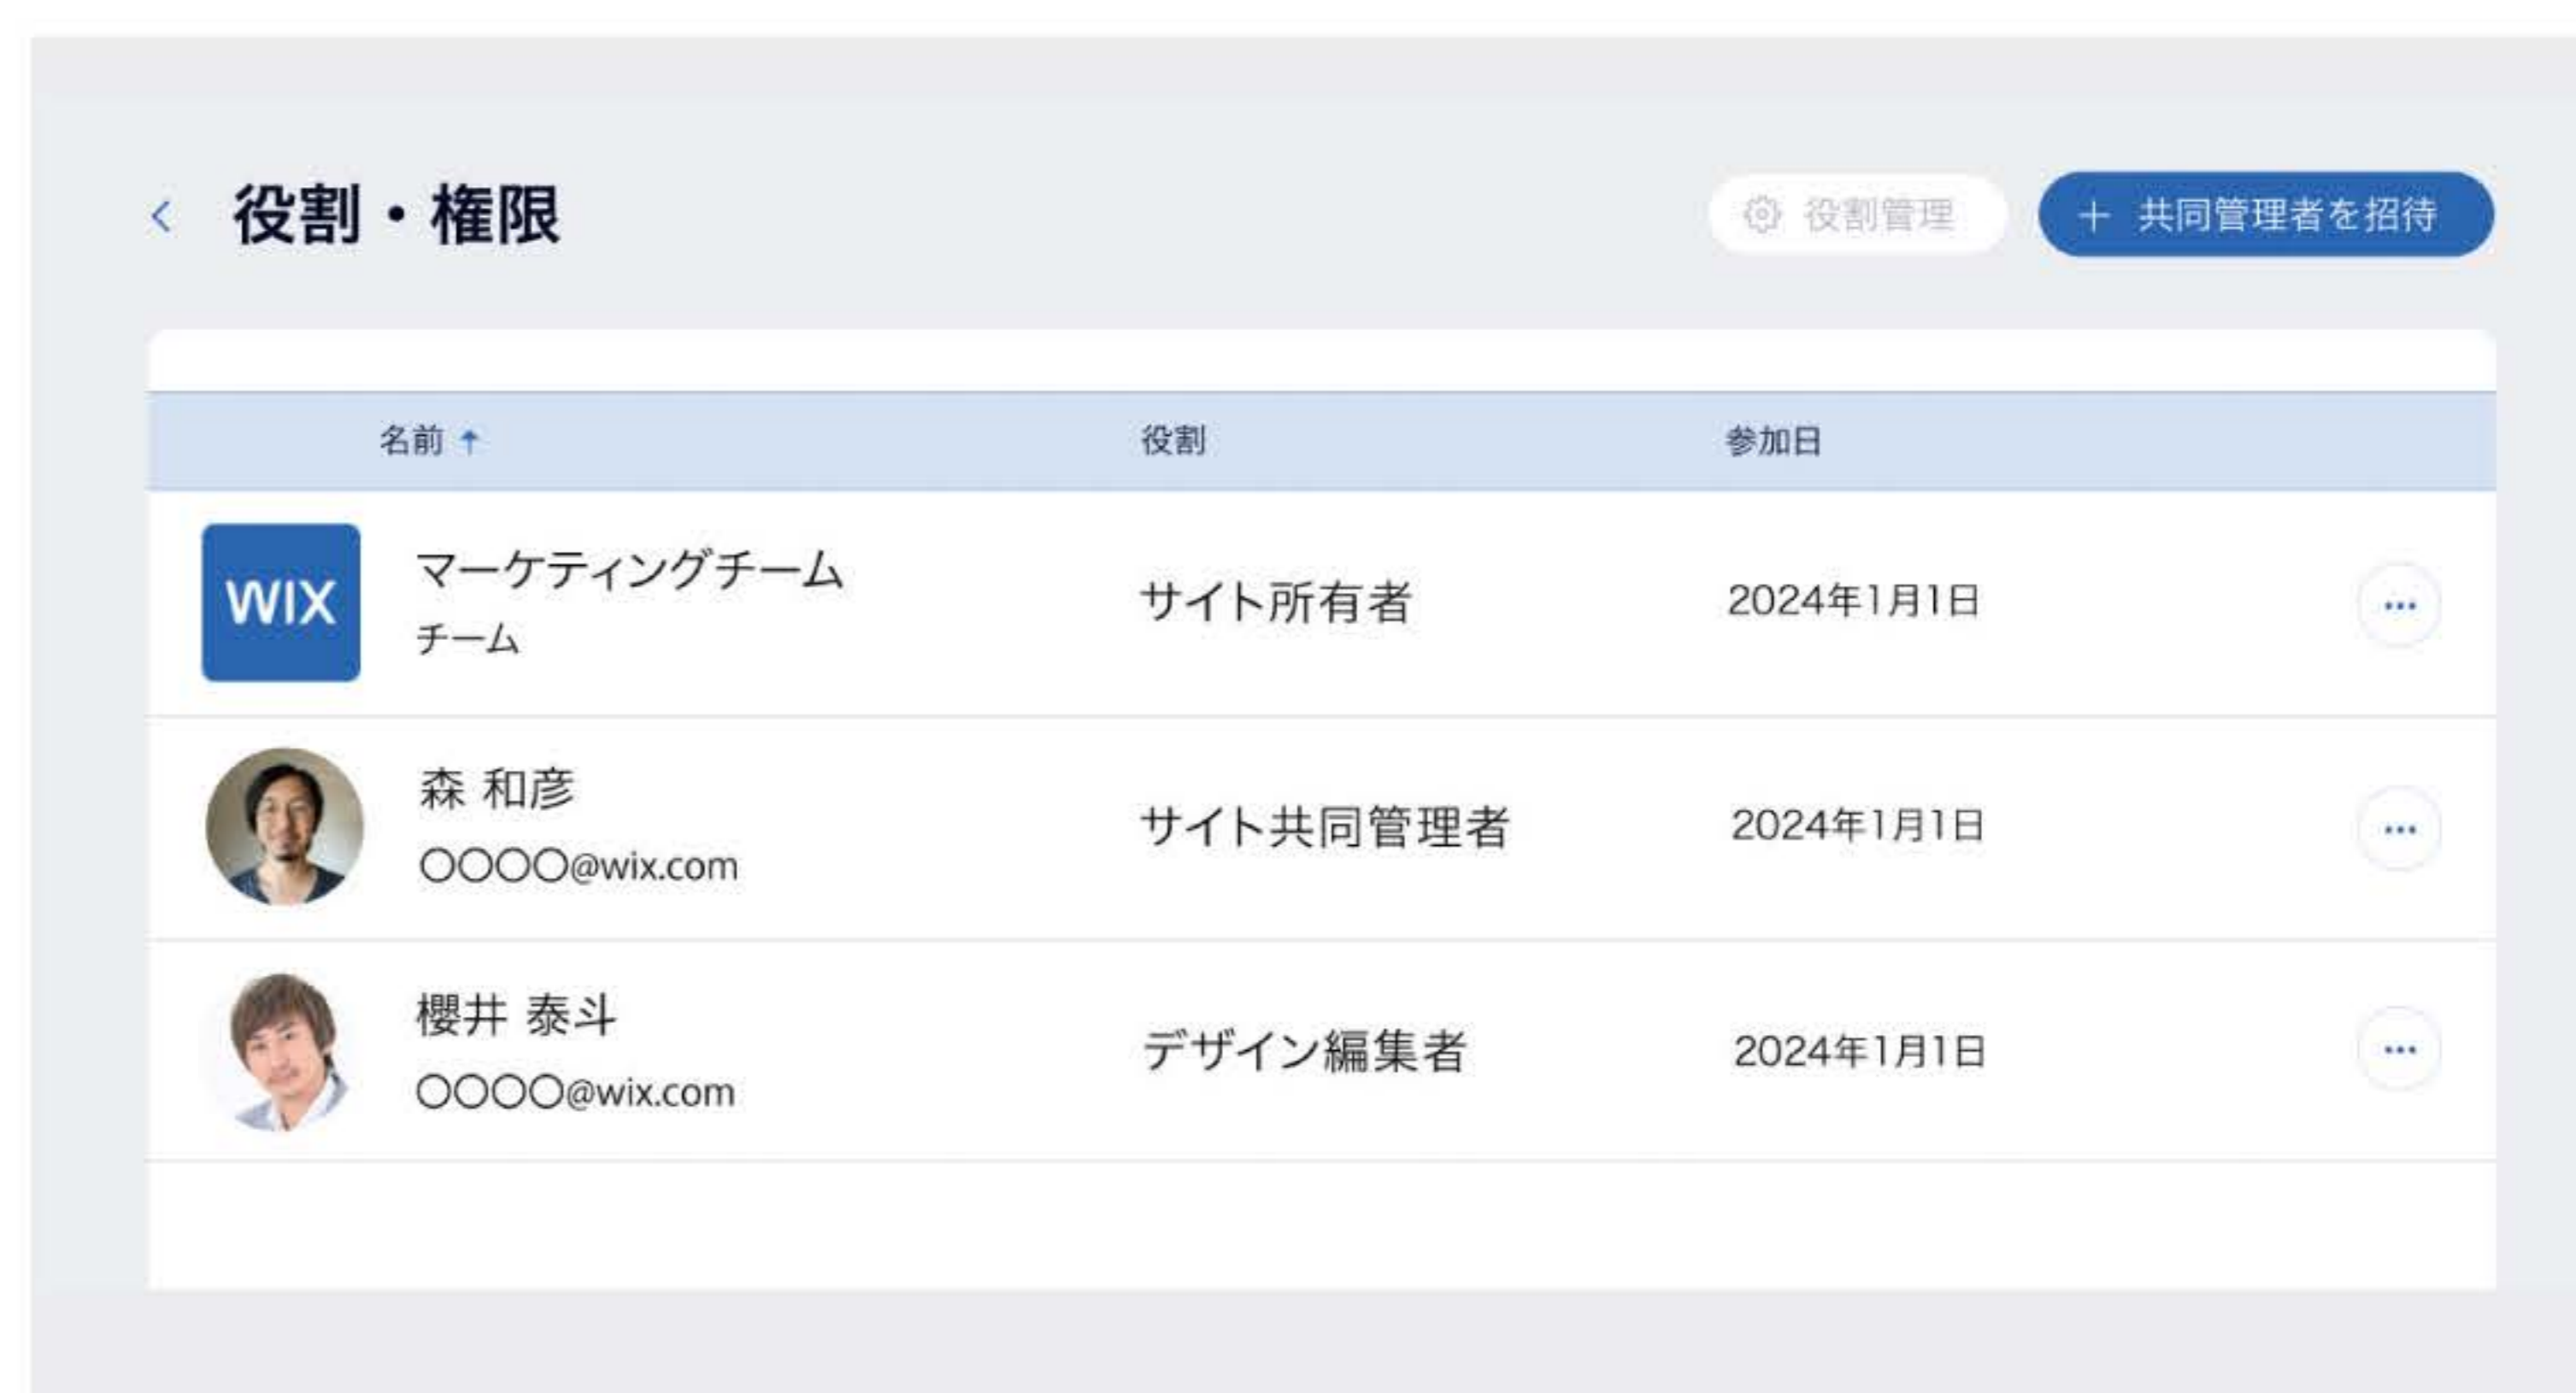 役割・権限
役割管理
+ 共同管理者を招待
名前 ↑ 役割 参加日
WIX
マーケティングチーム
チーム
サイト所有者
2024年1月1日
森 和彦
〇〇〇〇@wix.com
サイト共同管理者
2024年1月1日
櫻井 泰斗
〇〇〇〇@wix.com
デザイン編集者
2024年1月1日